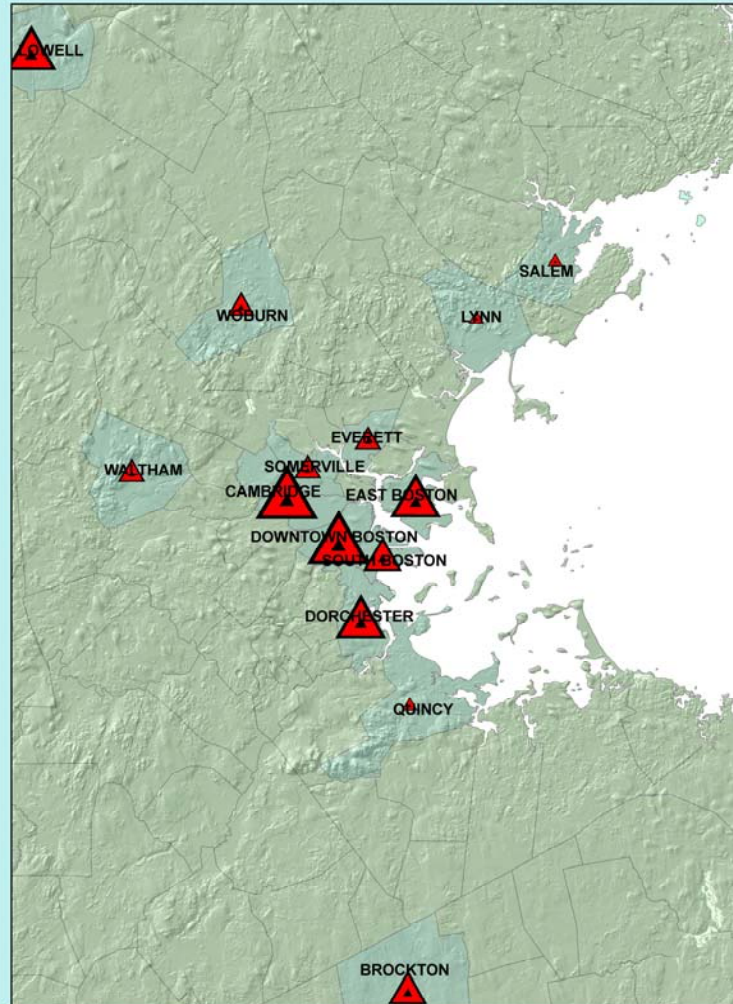 LOWELL
SALEM
WOBURN
LYNN
EVERETT
SOMERVILLE
WALTHAM
CAMBRIDGE
EAST BOSTON
DOWNTOWN BOSTON
SOUTH BOSTON
DORCHESTER
QUINCY
BROCKTON